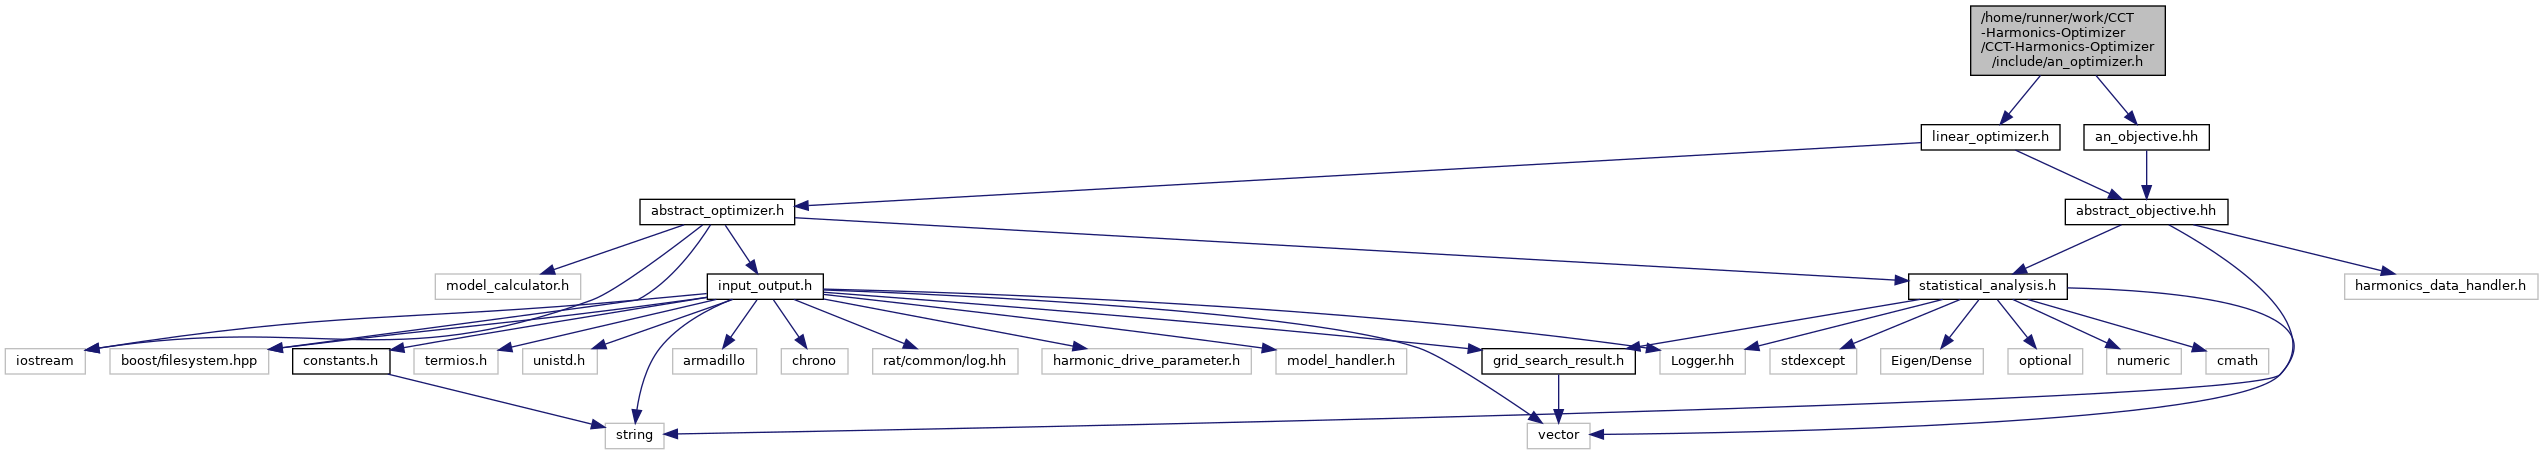 /home/runner/work/CCT
-Harmonics-Optimizer
/CCT-Harmonics-Optimizer
/include/an_optimizer.h
linear_optimizer.h
an_objective.hh
abstract_optimizer.h
abstract_objective.hh
model_calculator.h
input_output.h
statistical_analysis.h
harmonics_data_handler.h
iostream
boost/filesystem.hpp
constants.h
termios.h
unistd.h
armadillo
chrono
rat/common/log.hh
harmonic_drive_parameter.h
model_handler.h
grid_search_result.h
Logger.hh
stdexcept
Eigen/Dense
optional
numeric
cmath
string
vector